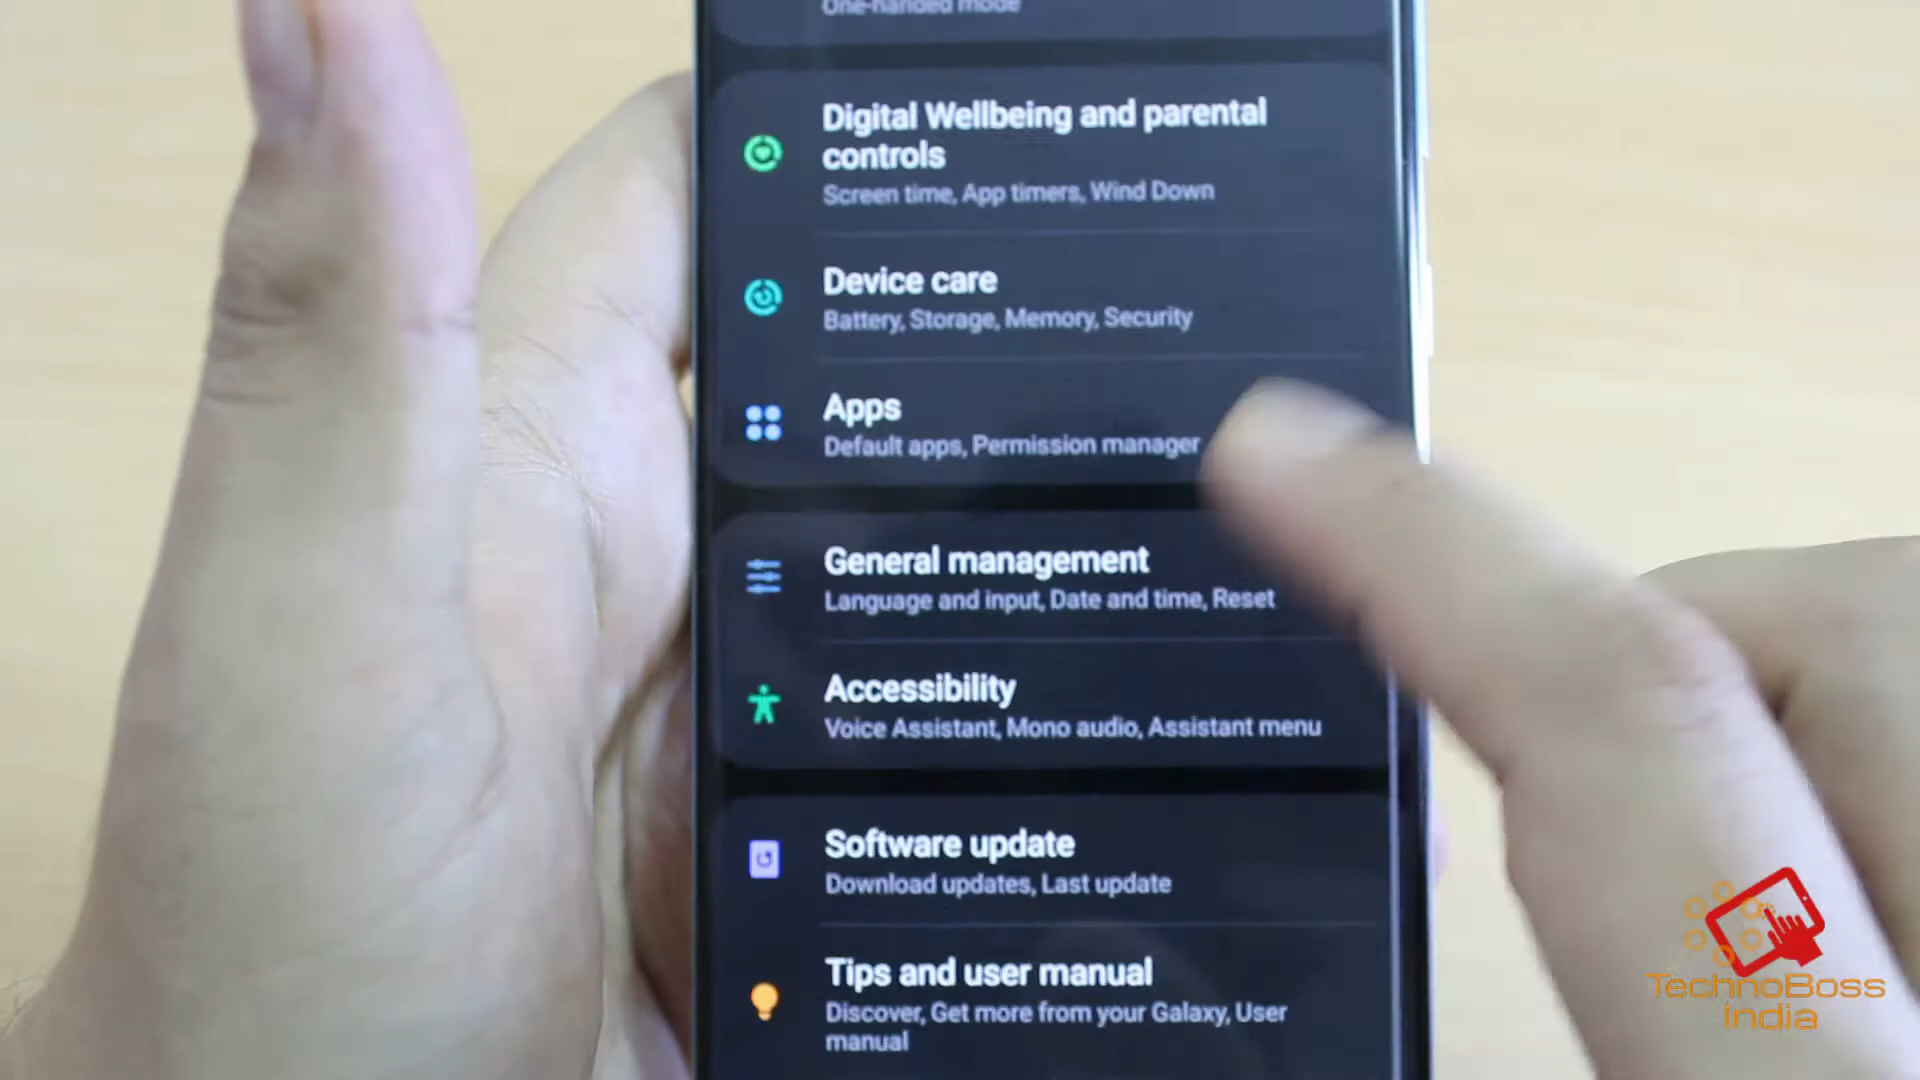 One-handed mode
Digital Wellbeing and parental
controls
Screen time, App timers, Wind Down
Device care
Battery, Storage, Memory, Security
Apps
Default apps, Permission manager
General management
Language and input, Date and time, Reset
Accessibility
Voice Assistant, Mono audio, Assistant menu
Software update
Download updates, Last update
Tips and user manual
Discover, Get more from your Galaxy, User
manual
TechnoBoss
India